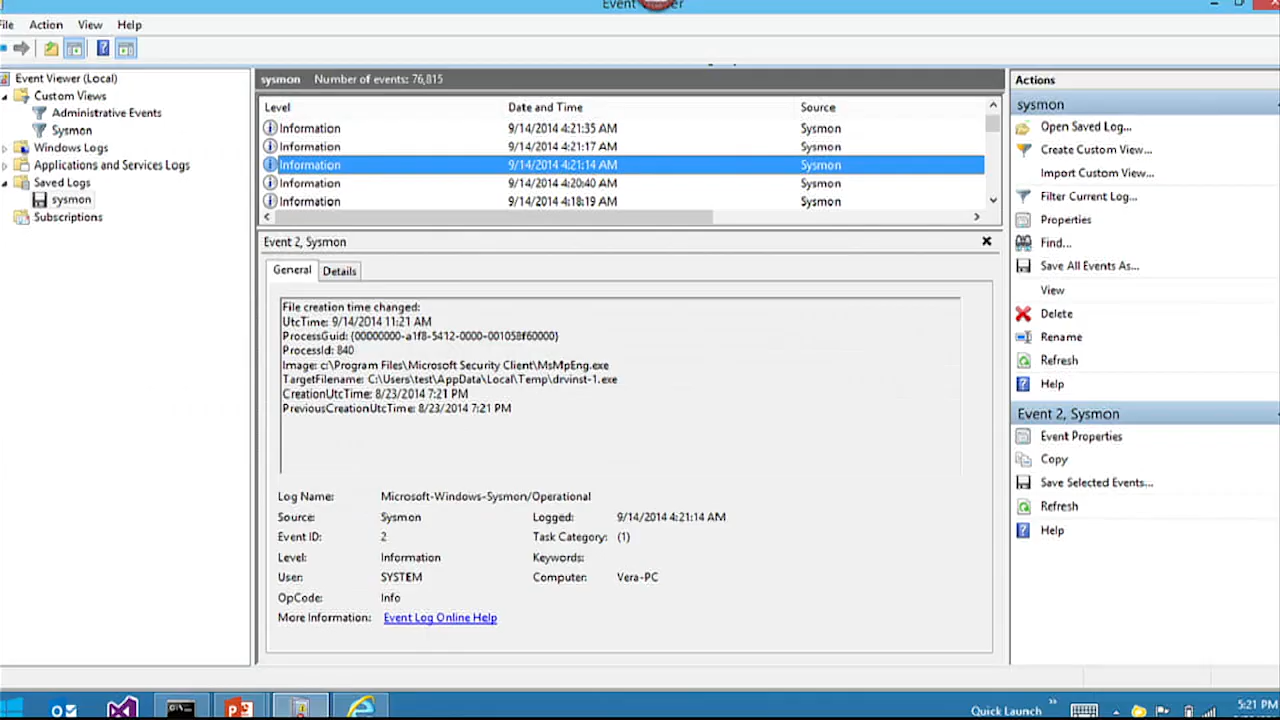 Event Viewer
File Action View Help
Event Viewer (Local)
Custom Views
Administrative Events
Sysmon
Windows Logs
Applications and Services Logs
Saved Logs
sysmon
Subscriptions
sysmon Number of events: 76,815
Level Date and Time Source
Information 9/14/2014 4:21:35 AM Sysmon
Information 9/14/2014 4:21:17 AM Sysmon
Information 9/14/2014 4:21:14 AM Sysmon
Information 9/14/2014 4:20:40 AM Sysmon
Information 9/14/2014 4:18:19 AM Sysmon
Event 2, Sysmon
General Details
File creation time changed:
UtcTime: 9/14/2014 11:21 AM
ProcessGuid: {00000000-a1f8-5412-0000-001058f60000}
ProcessId: 840
Image: c:\Program Files\Microsoft Security Client\MsMpEng.exe
TargetFilename: C:\Users\test\AppData\Local\Temp\drvinst-1.exe
CreationUtcTime: 8/23/2014 7:21 PM
PreviousCreationUtcTime: 8/23/2014 7:21 PM
Log Name: Microsoft-Windows-Sysmon/Operational
Source: Sysmon Logged: 9/14/2014 4:21:14 AM
Event ID: 2 Task Category: (1)
Level: Information Keywords:
User: SYSTEM Computer: Vera-PC
OpCode: Info
More Information: Event Log Online Help
Actions
sysmon
Open Saved Log...
Create Custom View...
Import Custom View...
Filter Current Log...
Properties
Find...
Save All Events As...
View
Delete
Rename
Refresh
Help
Event 2, Sysmon
Event Properties
Copy
Save Selected Events...
Refresh
Help
Quick Launch
5:21 PM